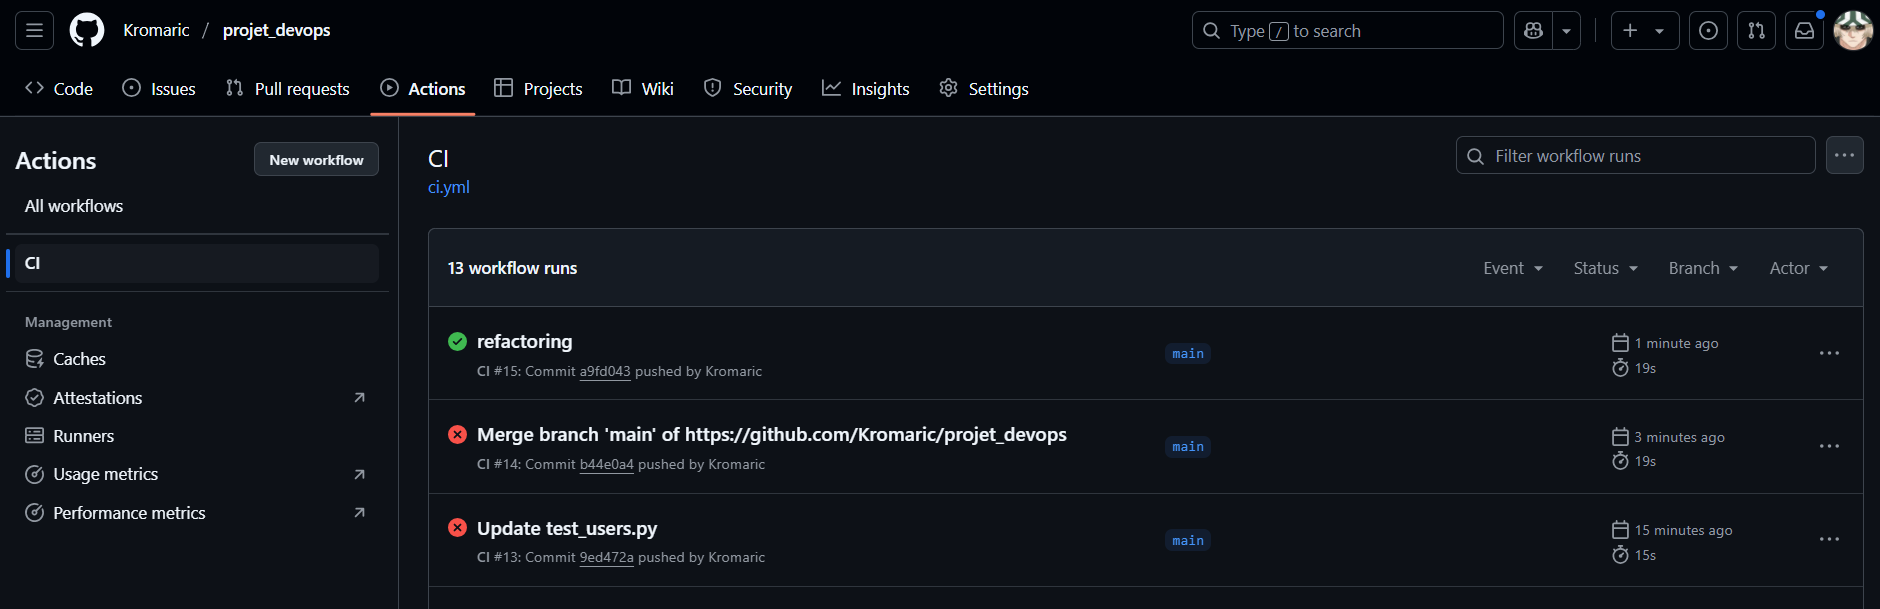 Kromaric / projet_devops
Type / to search
Code
Issues
Pull requests
Actions
Projects
Wiki
Security
Insights
Settings
Actions
New workflow
All workflows
CI
Management
Caches
Attestations
Runners
Usage metrics
Performance metrics
CI
ci.yml
Filter workflow runs
13 workflow runs
Event
Status
Branch
Actor
refactoring
CI #15: Commit a9fd043 pushed by Kromaric
main
1 minute ago
19s
Merge branch 'main' of https://github.com/Kromaric/projet_devops
CI #14: Commit b44e0a4 pushed by Kromaric
main
3 minutes ago
19s
Update test_users.py
CI #13: Commit 9ed472a pushed by Kromaric
main
15 minutes ago
15s